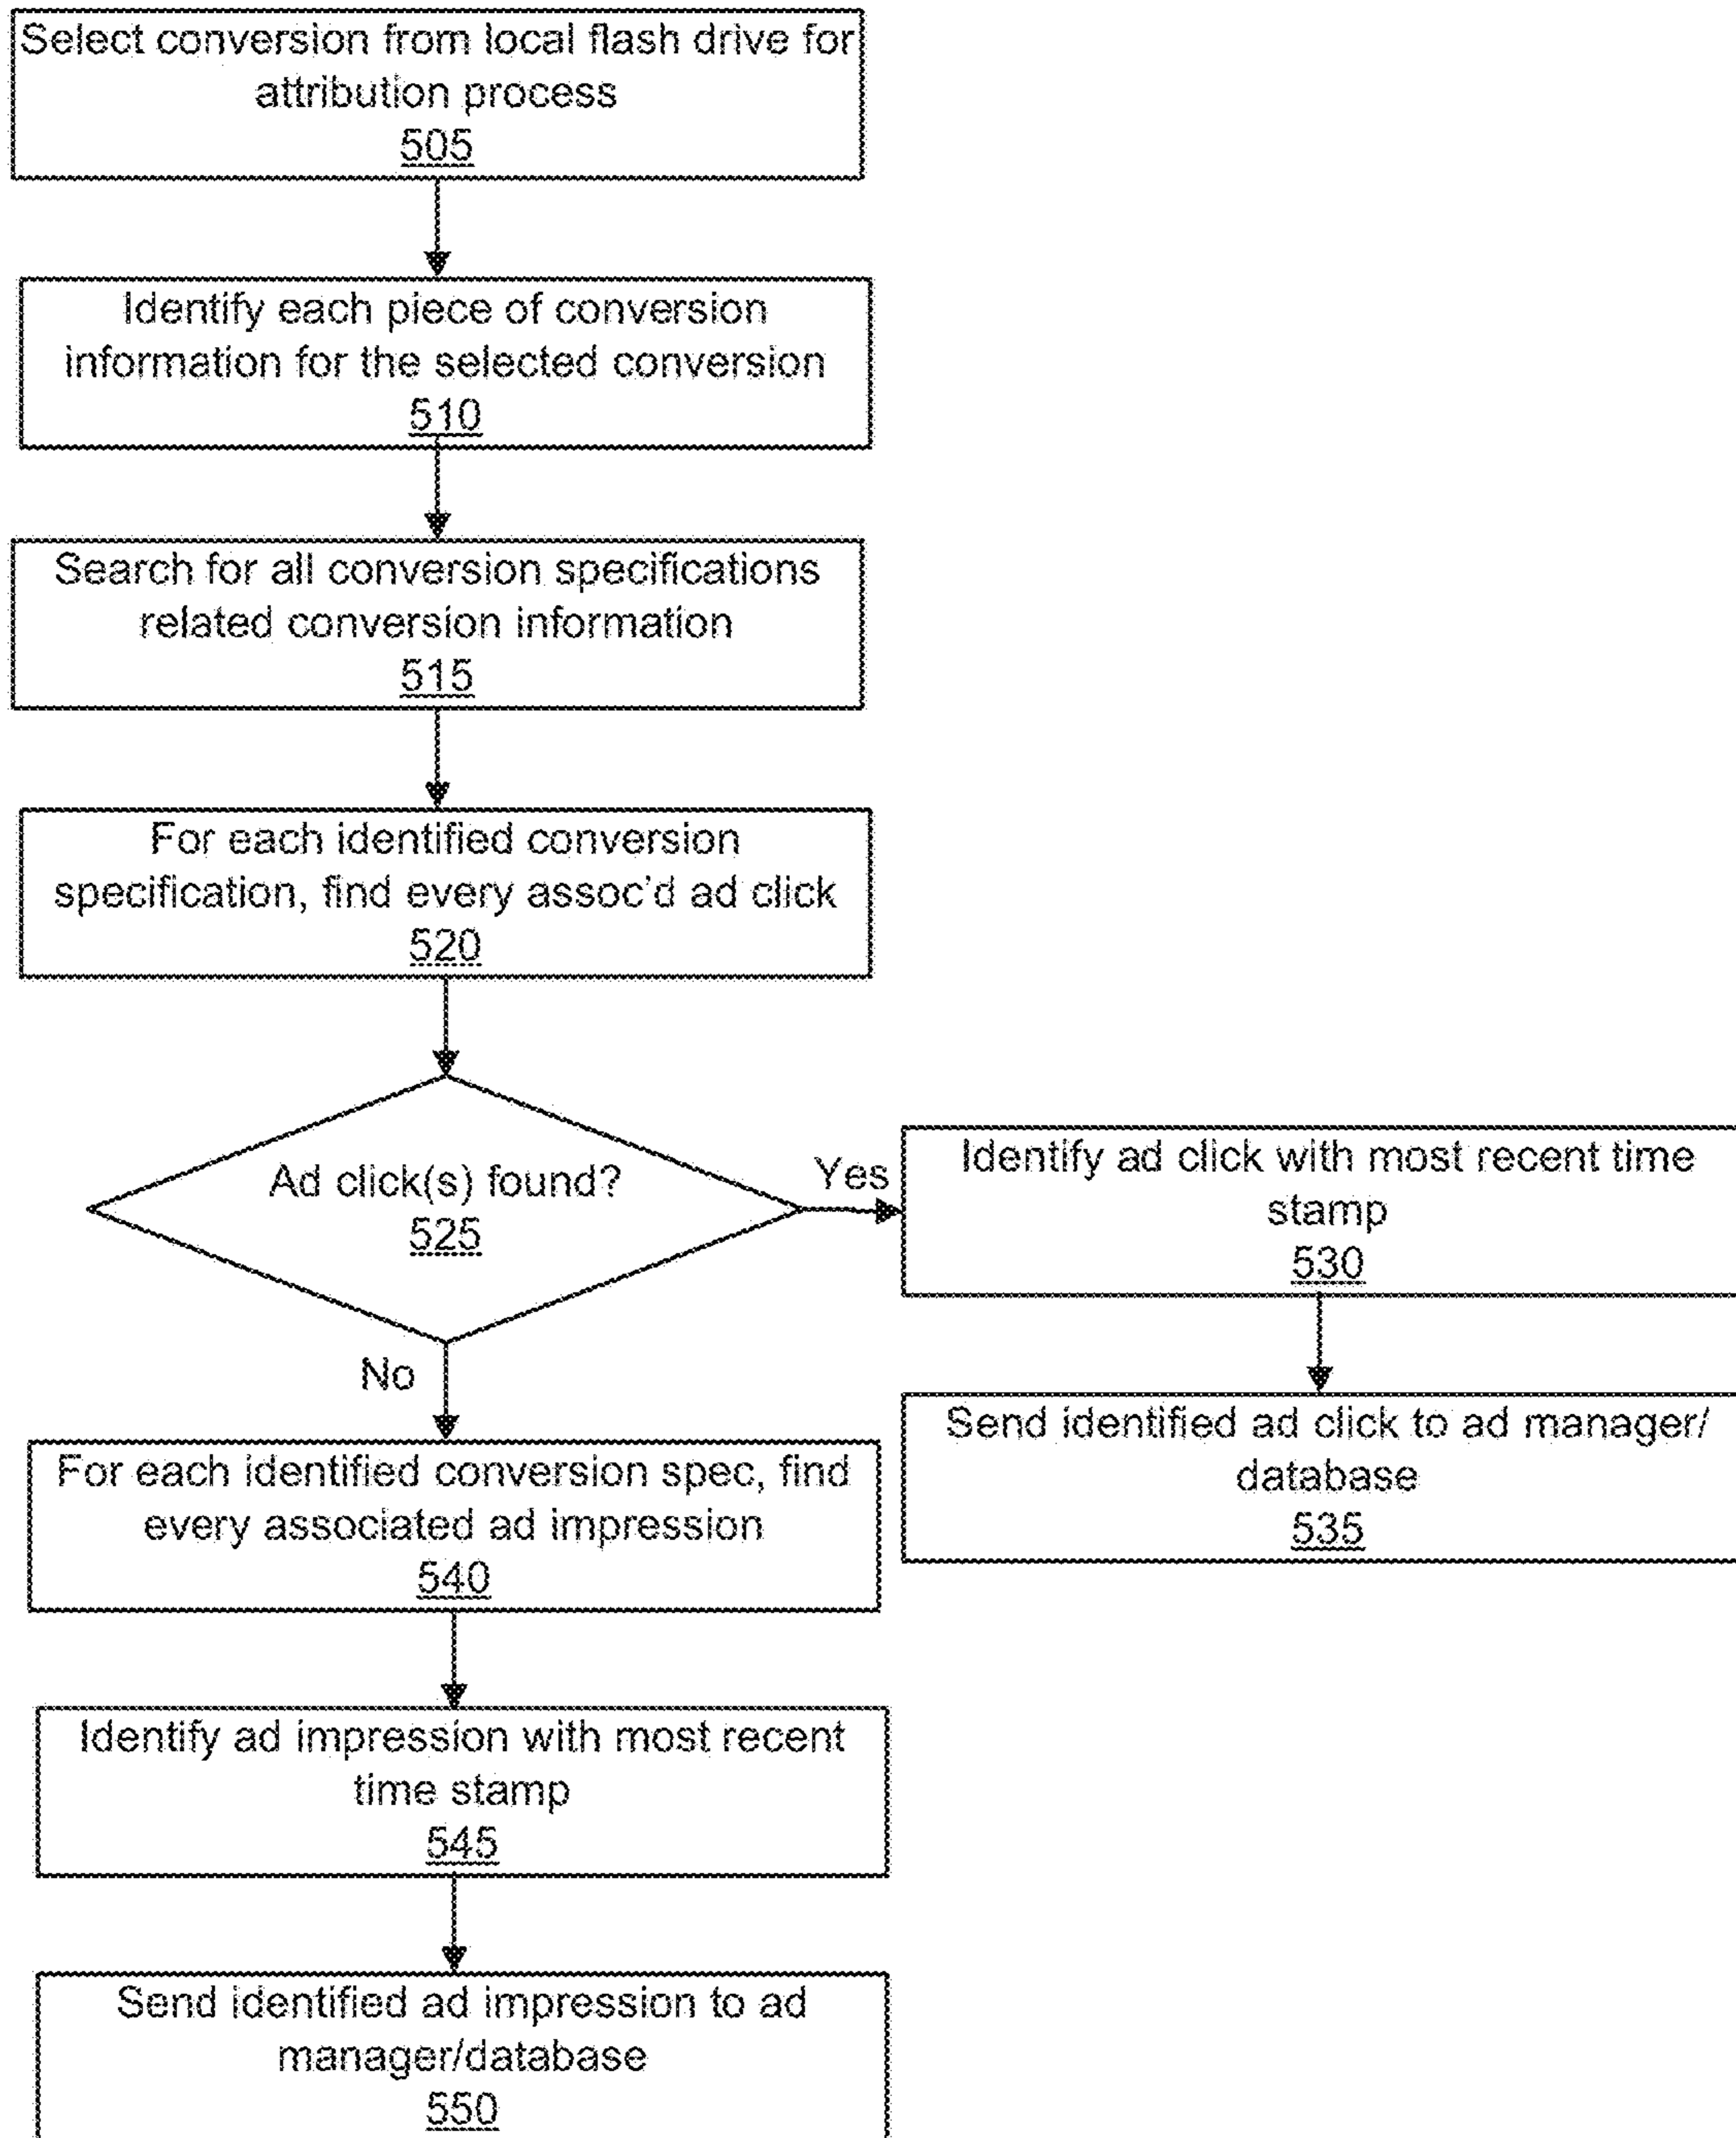 Select conversion from local flash drive for
attribution process
505
Identify each piece of conversion
information for the selected conversion
510
Search for all conversion specifications
related conversion information
515
For each identified conversion
specification, find every assoc'd ad click
520
Ad click(s) found?
525
Yes
Identify ad click with most recent time
stamp
530
Send identified ad click to ad manager/
database
535
No
For each identified conversion spec, find
every associated ad impression
540
Identify ad impression with most recent
time stamp
545
Send identified ad impression to ad
manager/database
550